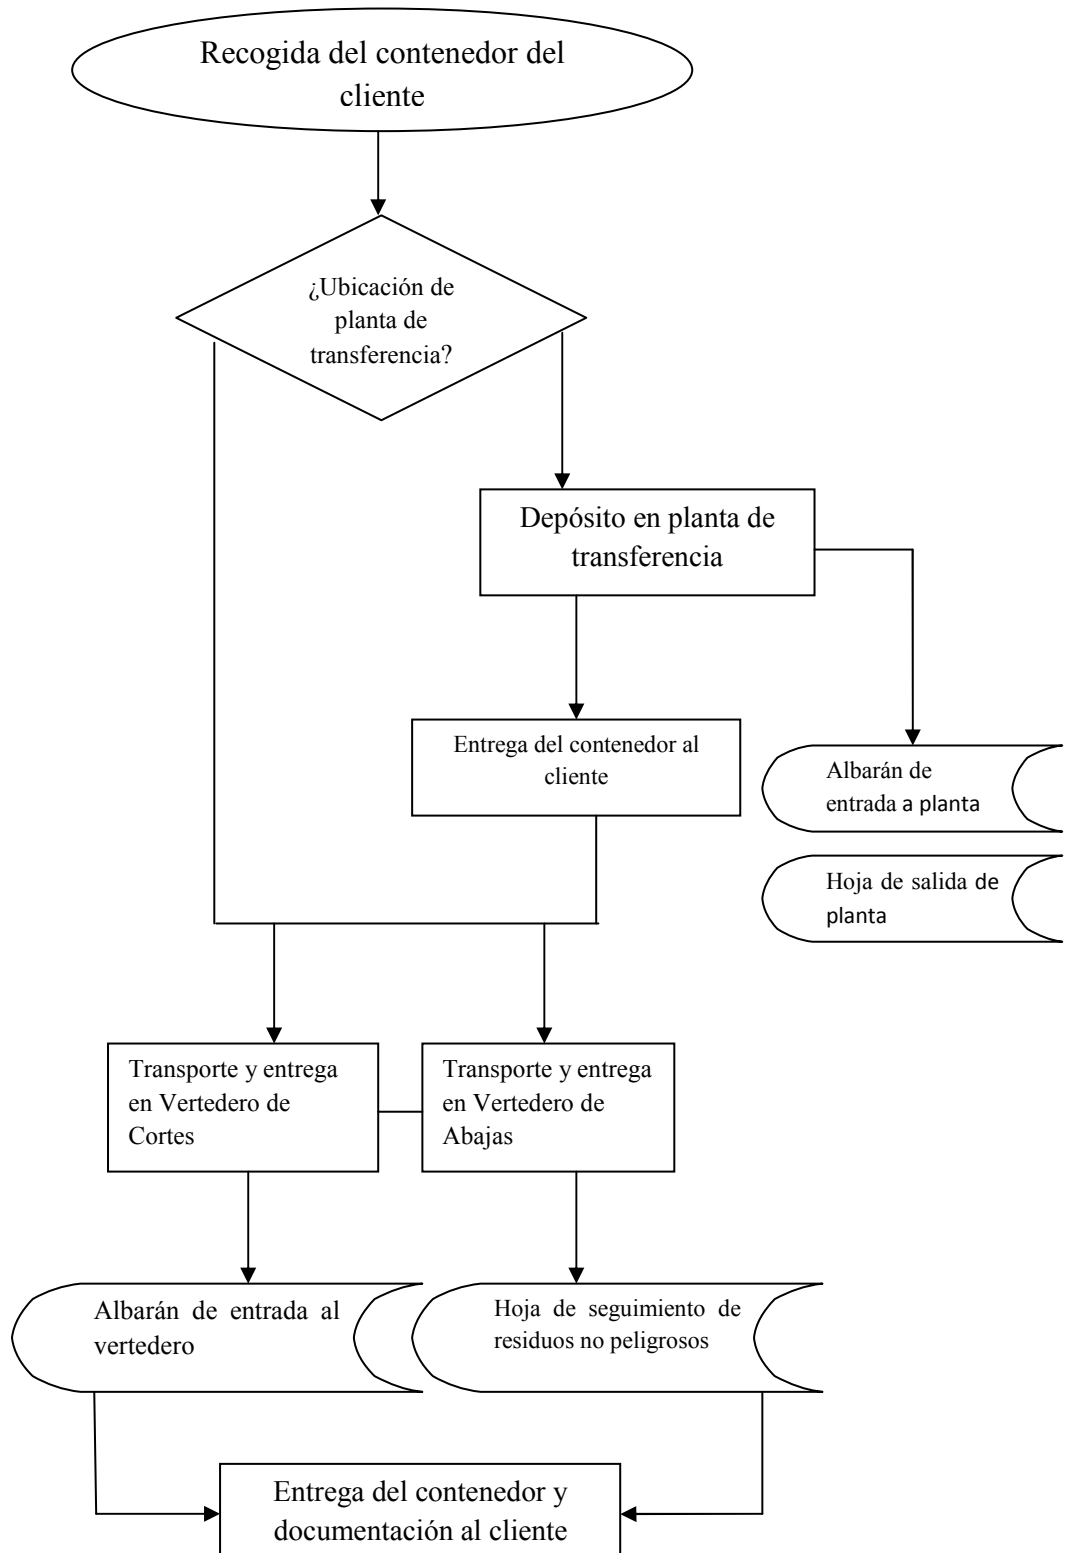 Recogida del contenedor del
cliente
¿Ubicación de
planta de
transferencia?
Depósito en planta de
transferencia
Entrega del contenedor al
cliente
Albarán de
entrada a planta
Hoja de salida de
planta
Transporte y entrega
en Vertedero de
Cortes
Transporte y entrega
en Vertedero de
Abajas
Albarán de entrada al
vertedero
Hoja de seguimiento de
residuos no peligrosos
Entrega del contenedor y
documentación al cliente